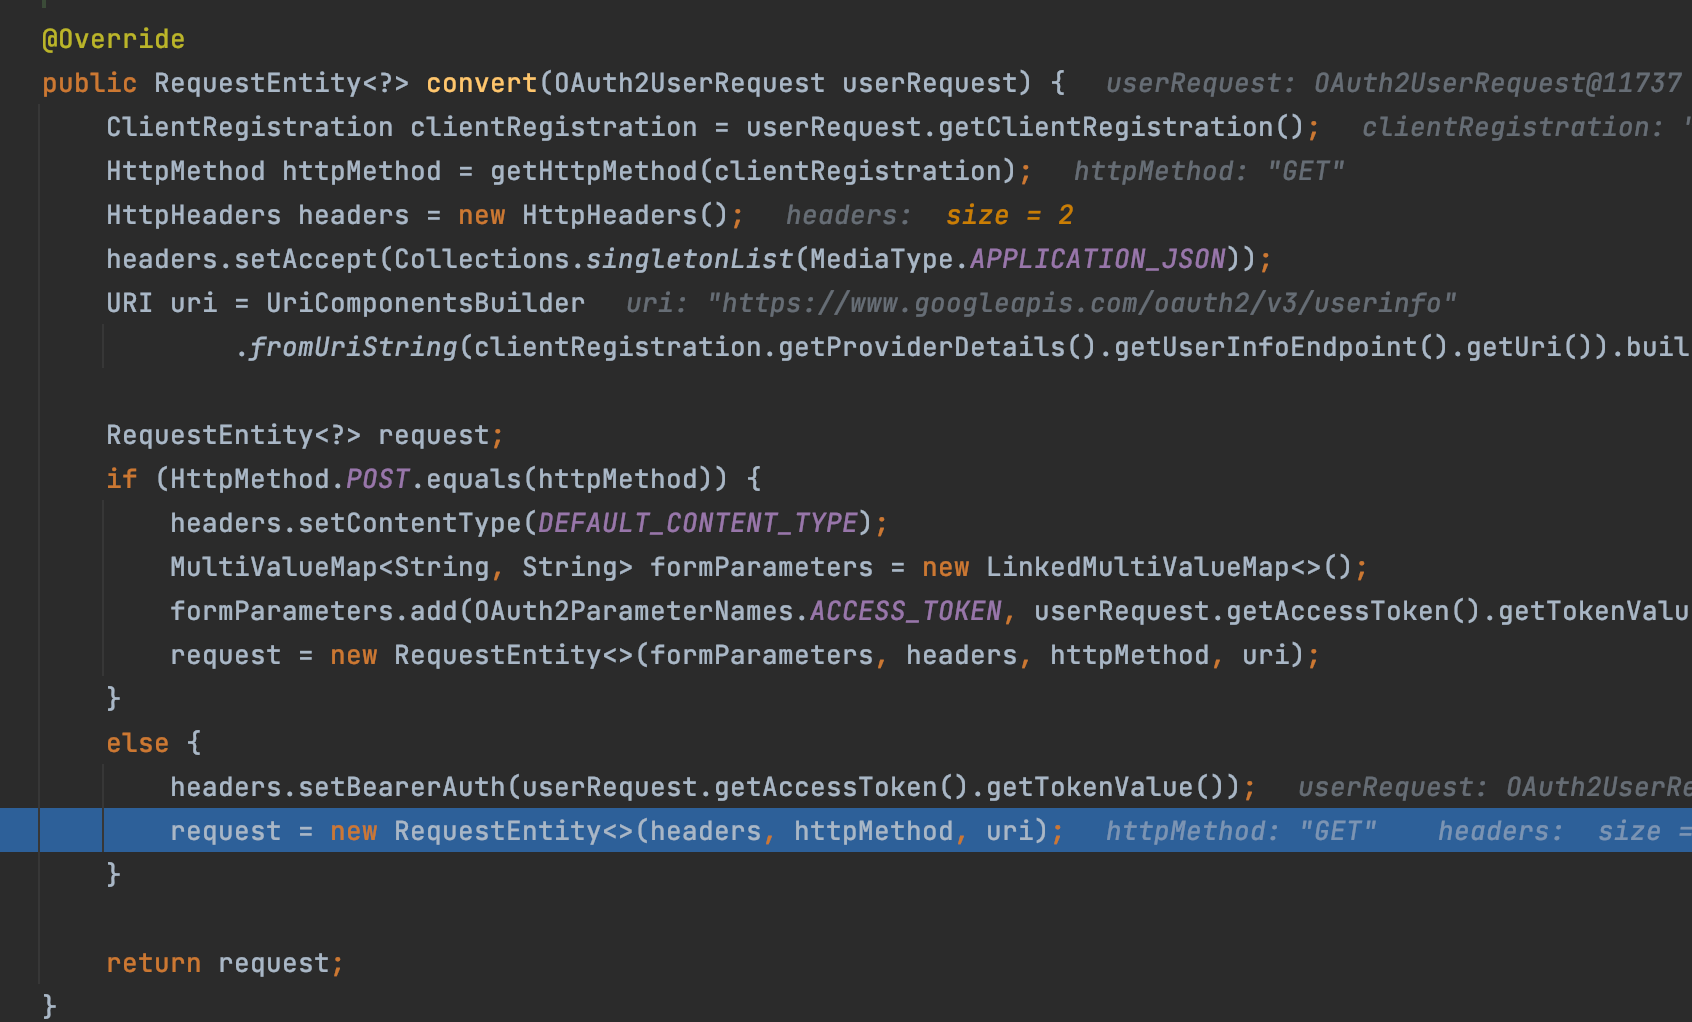 @Override
public RequestEntity<?> convert(OAuth2UserRequest userRequest) {   userRequest: OAuth2UserRequest@11737
    ClientRegistration clientRegistration = userRequest.getClientRegistration();   clientRegistration: "
    HttpMethod httpMethod = getHttpMethod(clientRegistration);   httpMethod: "GET"
    HttpHeaders headers = new HttpHeaders();   headers:  size = 2
    headers.setAccept(Collections.singletonList(MediaType.APPLICATION_JSON));
    URI uri = UriComponentsBuilder   uri: "https://www.googleapis.com/oauth2/v3/userinfo"
            .fromUriString(clientRegistration.getProviderDetails().getUserInfoEndpoint().getUri()).buil
    RequestEntity<?> request;
    if (HttpMethod.POST.equals(httpMethod)) {
        headers.setContentType(DEFAULT_CONTENT_TYPE);
        MultiValueMap<String, String> formParameters = new LinkedMultiValueMap<>();
        formParameters.add(OAuth2ParameterNames.ACCESS_TOKEN, userRequest.getAccessToken().getTokenValu
        request = new RequestEntity<>(formParameters, headers, httpMethod, uri);
    }
    else {
        headers.setBearerAuth(userRequest.getAccessToken().getTokenValue());   userRequest: OAuth2UserRe
        request = new RequestEntity<>(headers, httpMethod, uri);   httpMethod: "GET"    headers:  size =
    }
    return request;
}